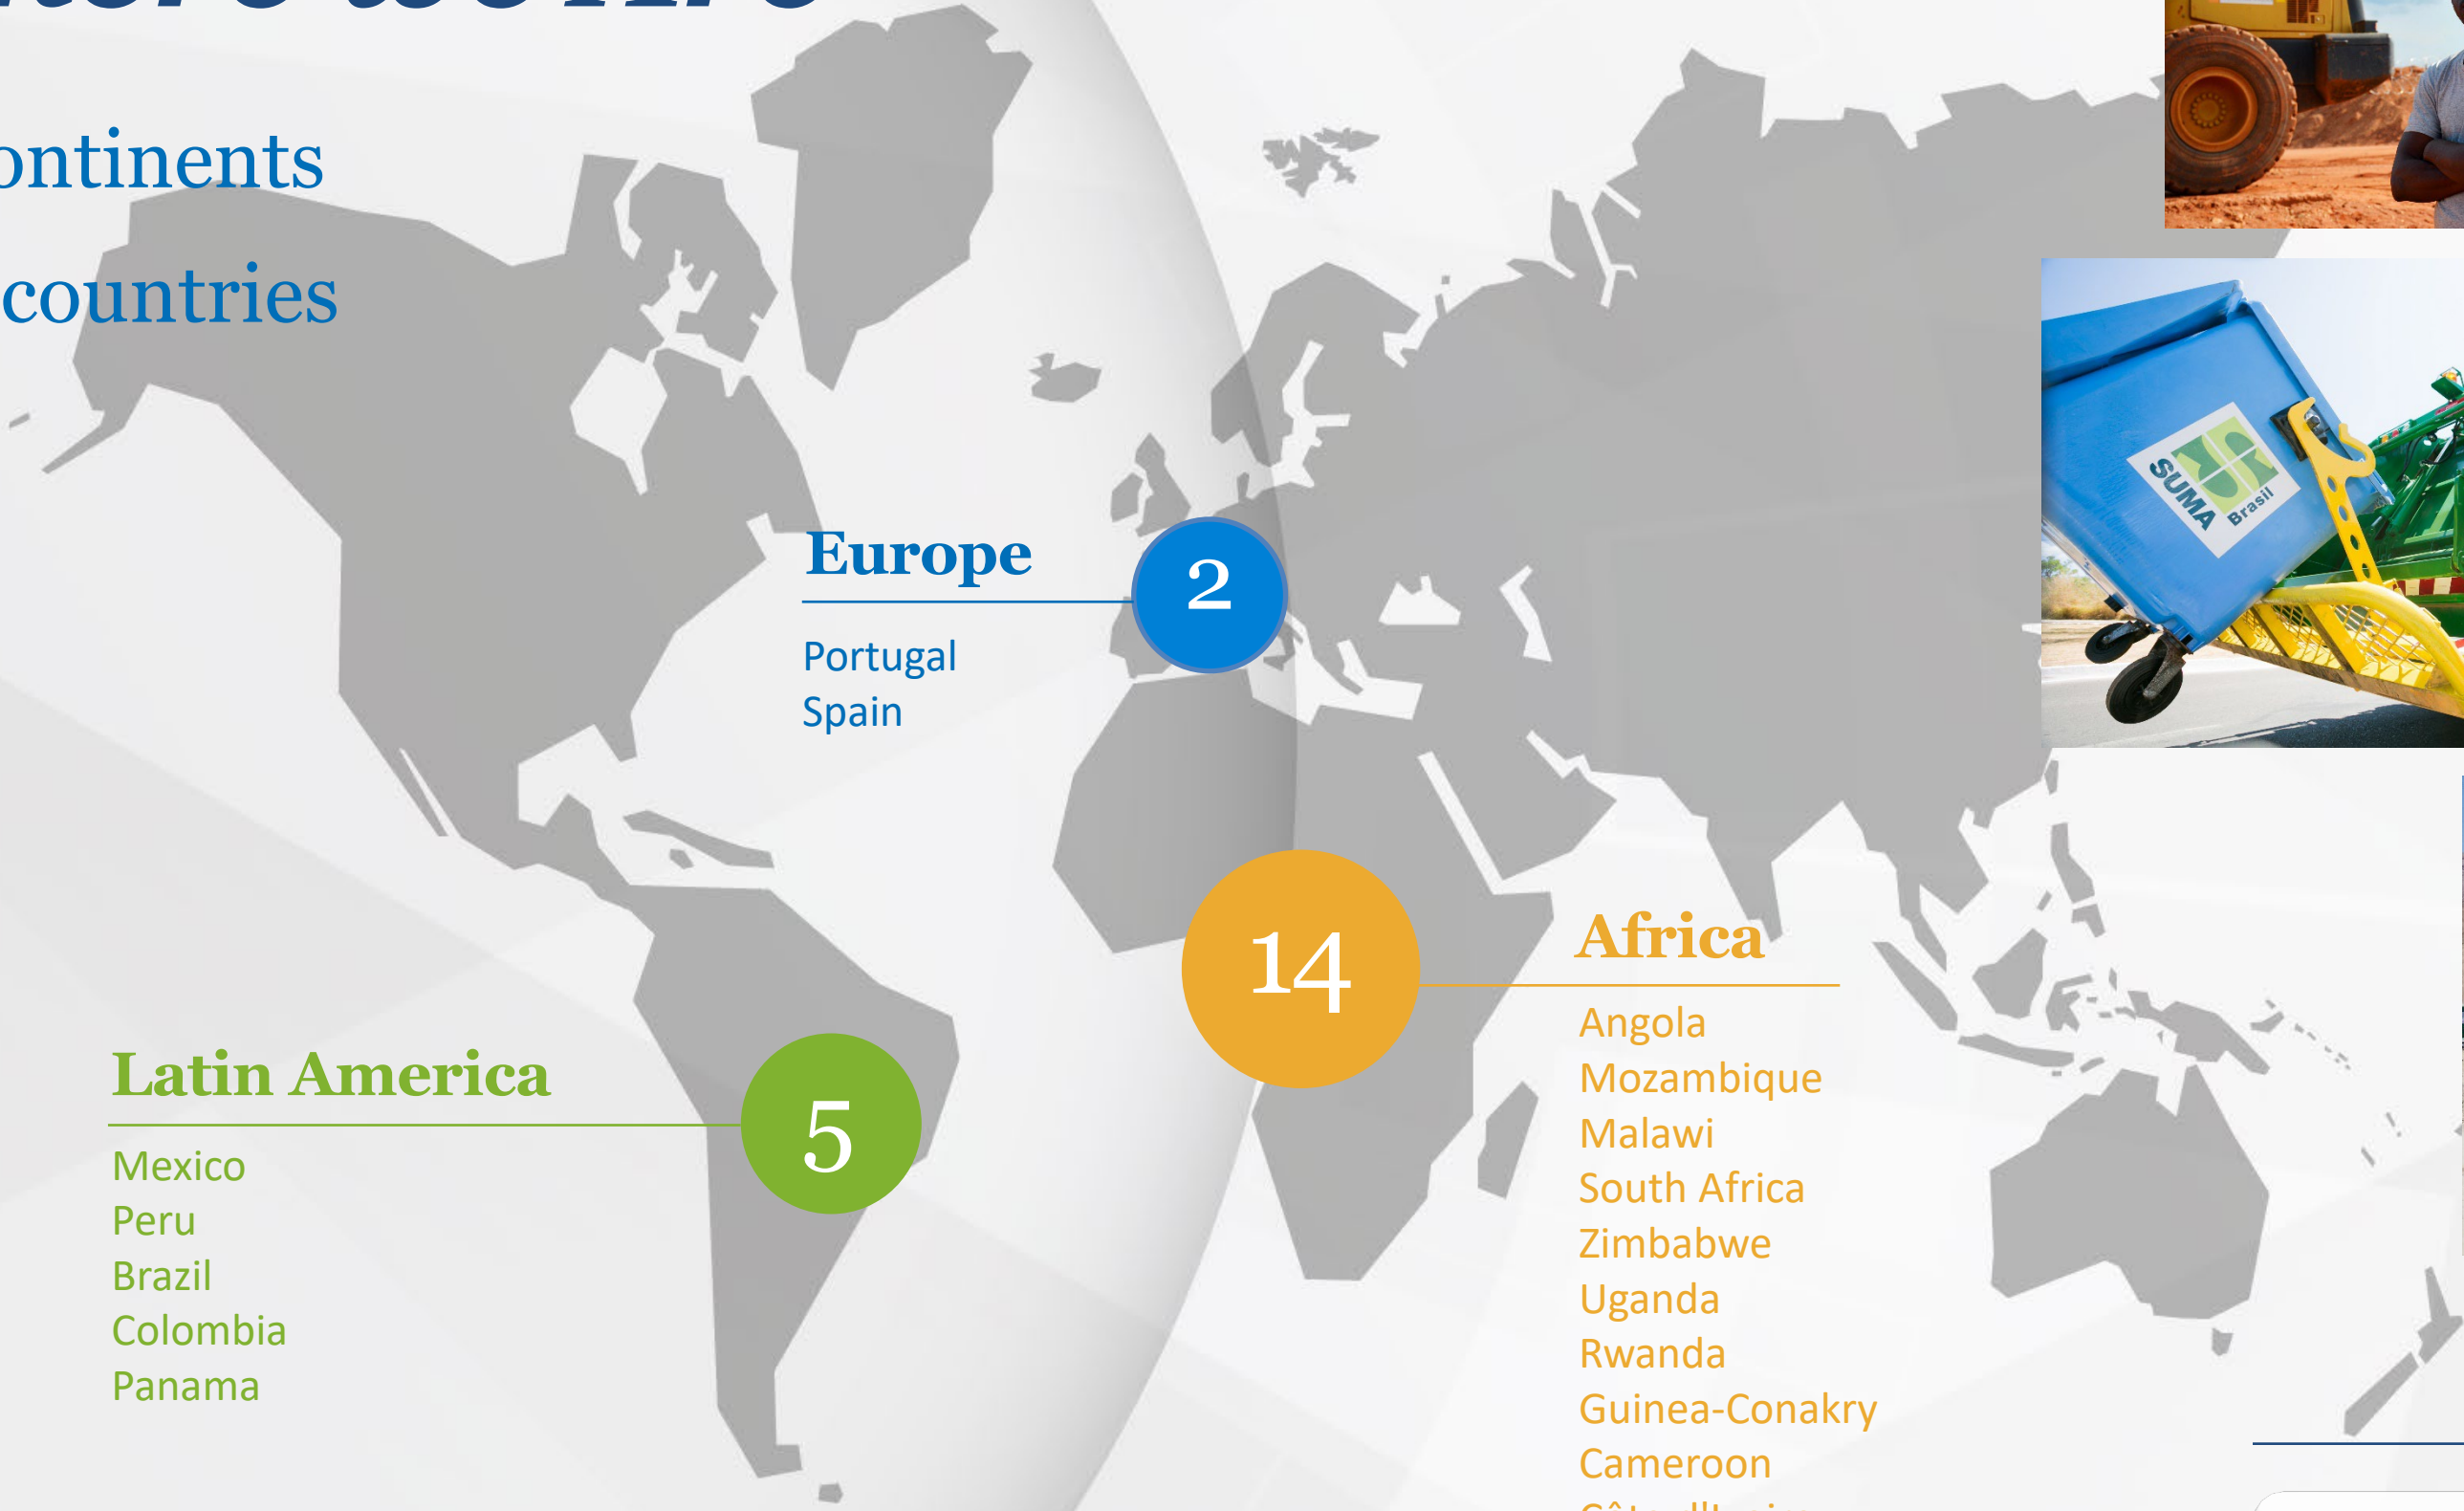 ontinents
countries
Europe
2
Portugal
Spain
14
Africa
Angola
Mozambique
Malawi
South Africa
Zimbabwe
Uganda
Rwanda
Guinea-Conakry
Cameroon
Latin America
5
Mexico
Peru
Brazil
Colombia
Panama
SUMA
Brasil